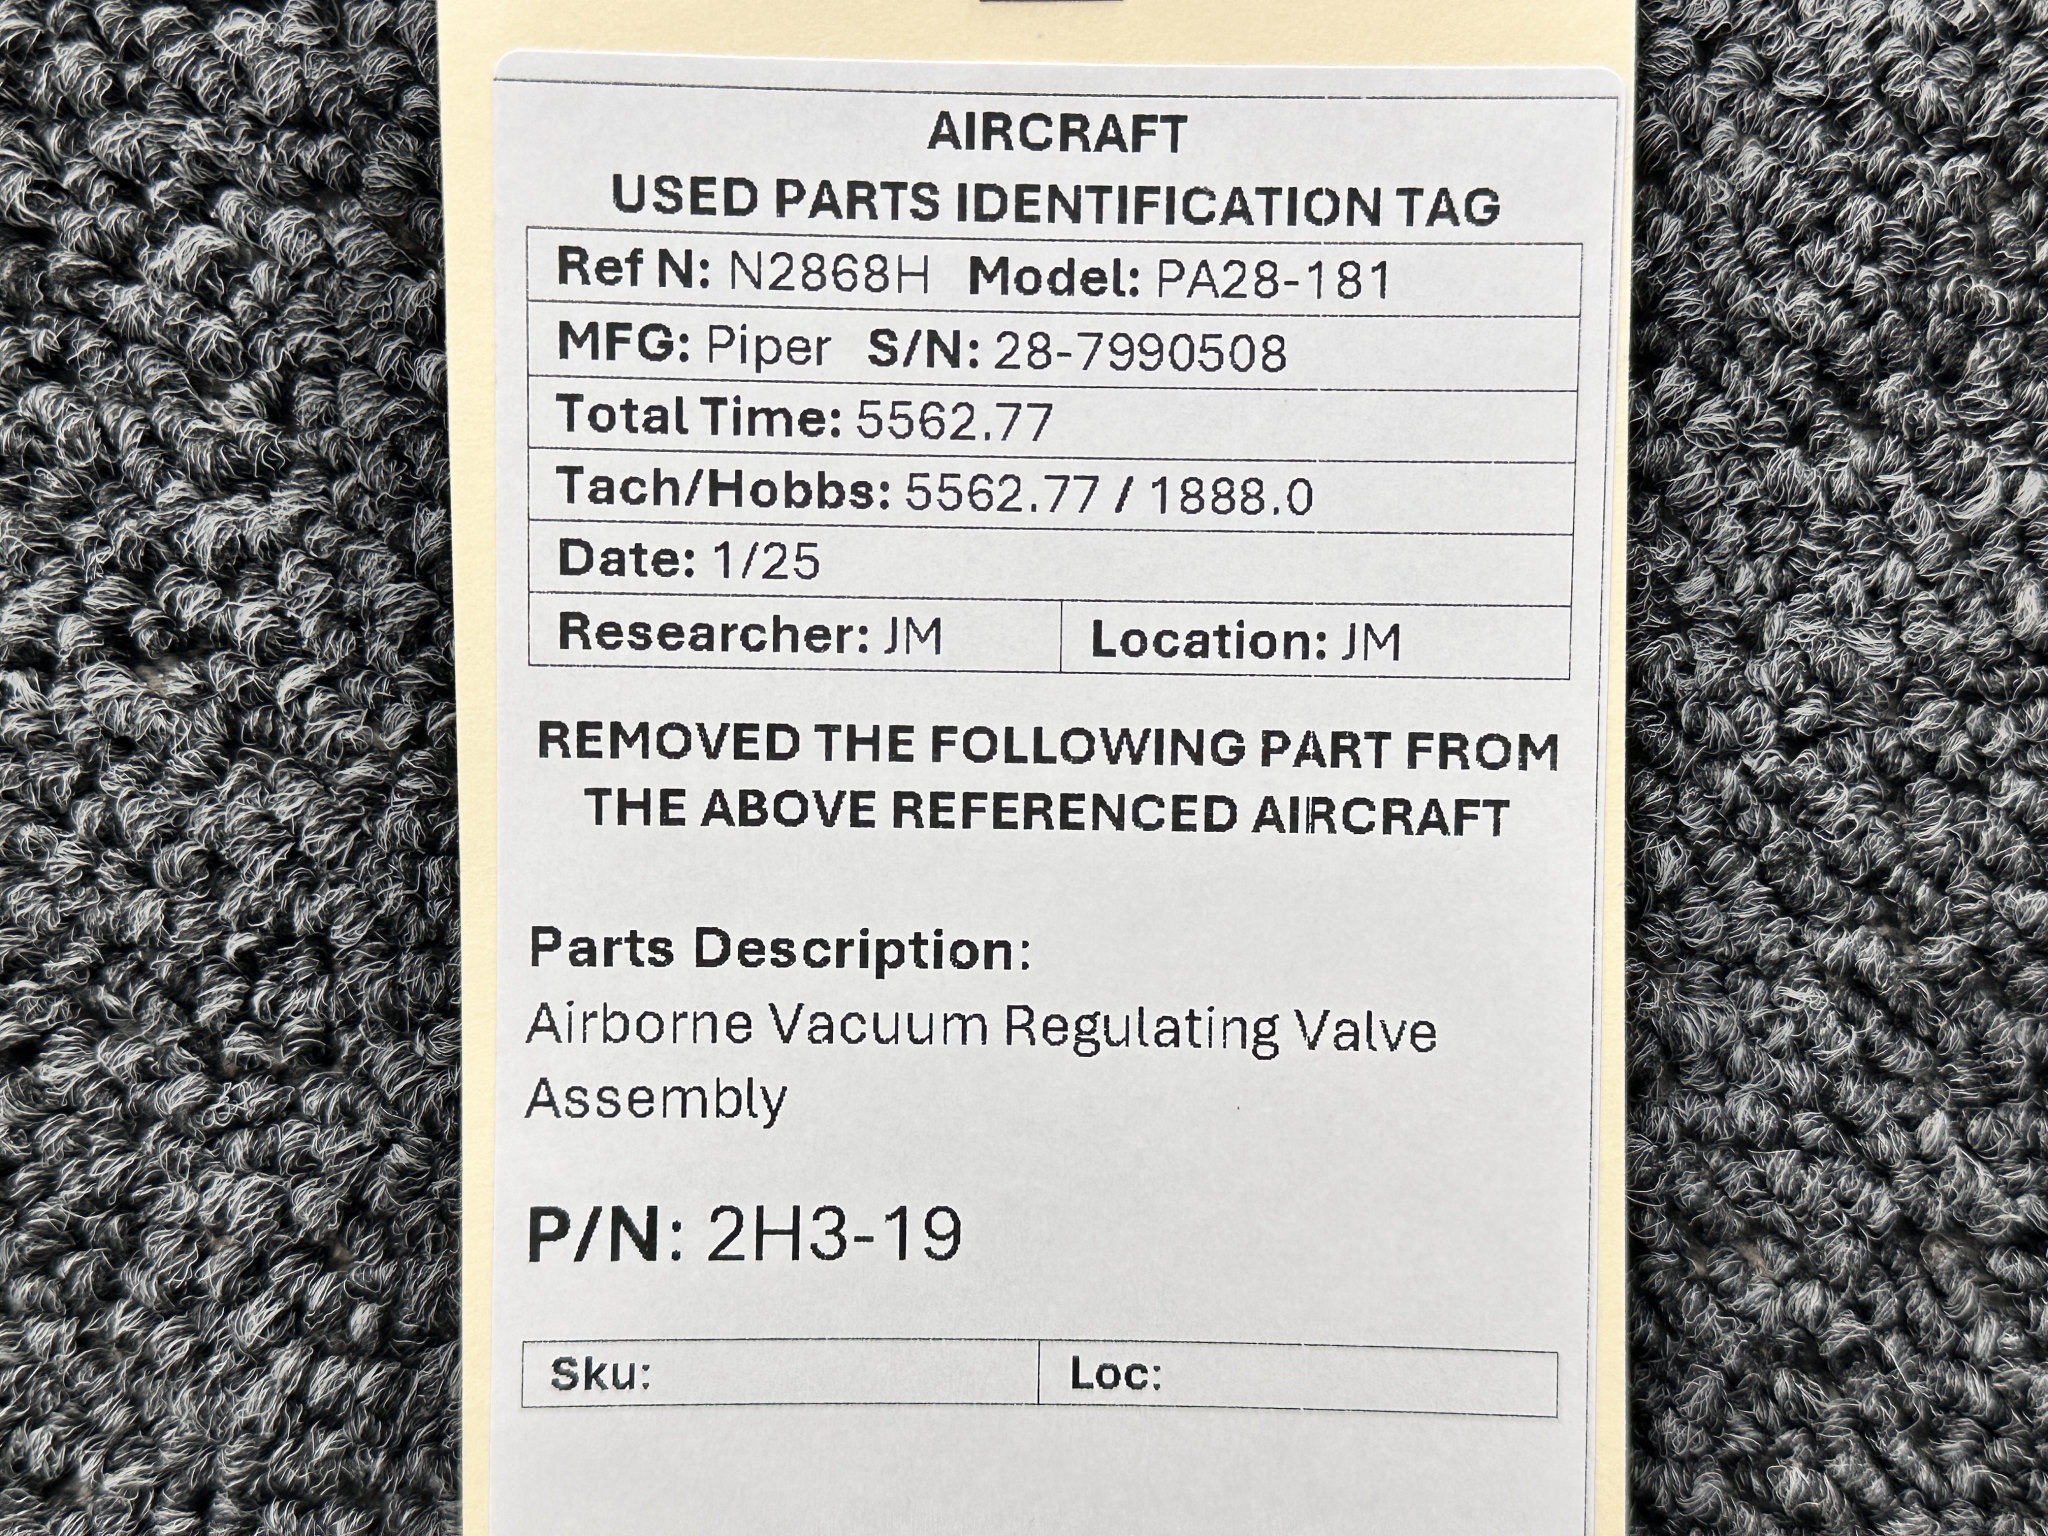 AIRCRAFT
USED PARTS IDENTIFICATION TAG
Ref N: N2868H Model: PA28-181
MFG: Piper S/N: 28-7990508
Total Time: 5562.77
Tach/Hobbs: 5562.77 / 1888.0
Date: 1/25
Researcher: JM Location: JM
REMOVED THE FOLLOWING PART FROM
THE ABOVE REFERENCED AIRCRAFT
Parts Description:
Airborne Vacuum Regulating Valve
Assembly
P/N: 2H3-19
Sku: Loc: